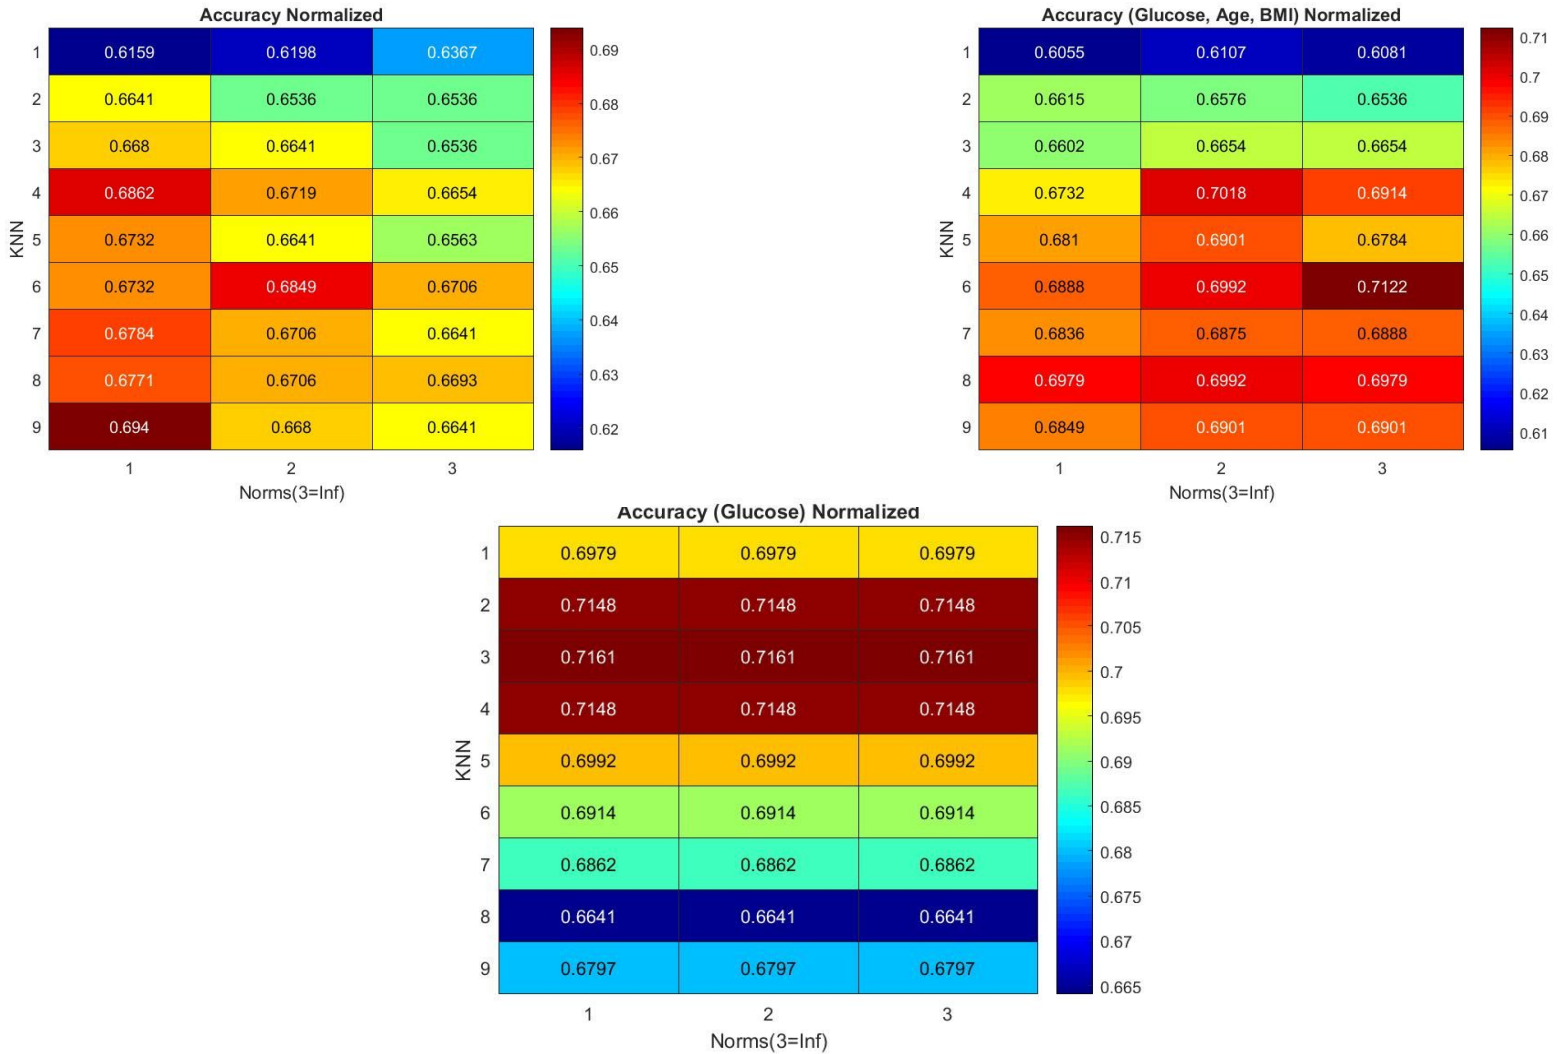 Accuracy Normalized
1 0.6159 0.6198 0.6367
2 0.6641 0.6536 0.6536
3 0.668 0.6641 0.6536
4 0.6862 0.6719 0.6654
5 0.6732 0.6641 0.6563
6 0.6732 0.6849 0.6706
7 0.6784 0.6706 0.6641
8 0.6771 0.6706 0.6693
9 0.694 0.668 0.6641
1 2 3
KNN
Norms(3=Inf)
0.69
0.68
0.67
0.66
0.65
0.64
0.63
0.62
Accuracy (Glucose, Age, BMI) Normalized
1 0.6055 0.6107 0.6081
2 0.6615 0.6576 0.6536
3 0.6602 0.6654 0.6654
4 0.6732 0.7018 0.6914
5 0.681 0.6901 0.6784
6 0.6888 0.6992 0.7122
7 0.6836 0.6875 0.6888
8 0.6979 0.6992 0.6979
9 0.6849 0.6901 0.6901
1 2 3
KNN
Norms(3=Inf)
0.71
0.7
0.69
0.68
0.67
0.66
0.65
0.64
0.63
0.62
0.61
Accuracy (Glucose) Normalized
1 0.6979 0.6979 0.6979
2 0.7148 0.7148 0.7148
3 0.7161 0.7161 0.7161
4 0.7148 0.7148 0.7148
5 0.6992 0.6992 0.6992
6 0.6914 0.6914 0.6914
7 0.6862 0.6862 0.6862
8 0.6641 0.6641 0.6641
9 0.6797 0.6797 0.6797
1 2 3
KNN
Norms(3=Inf)
0.715
0.71
0.705
0.7
0.695
0.69
0.685
0.68
0.675
0.67
0.665